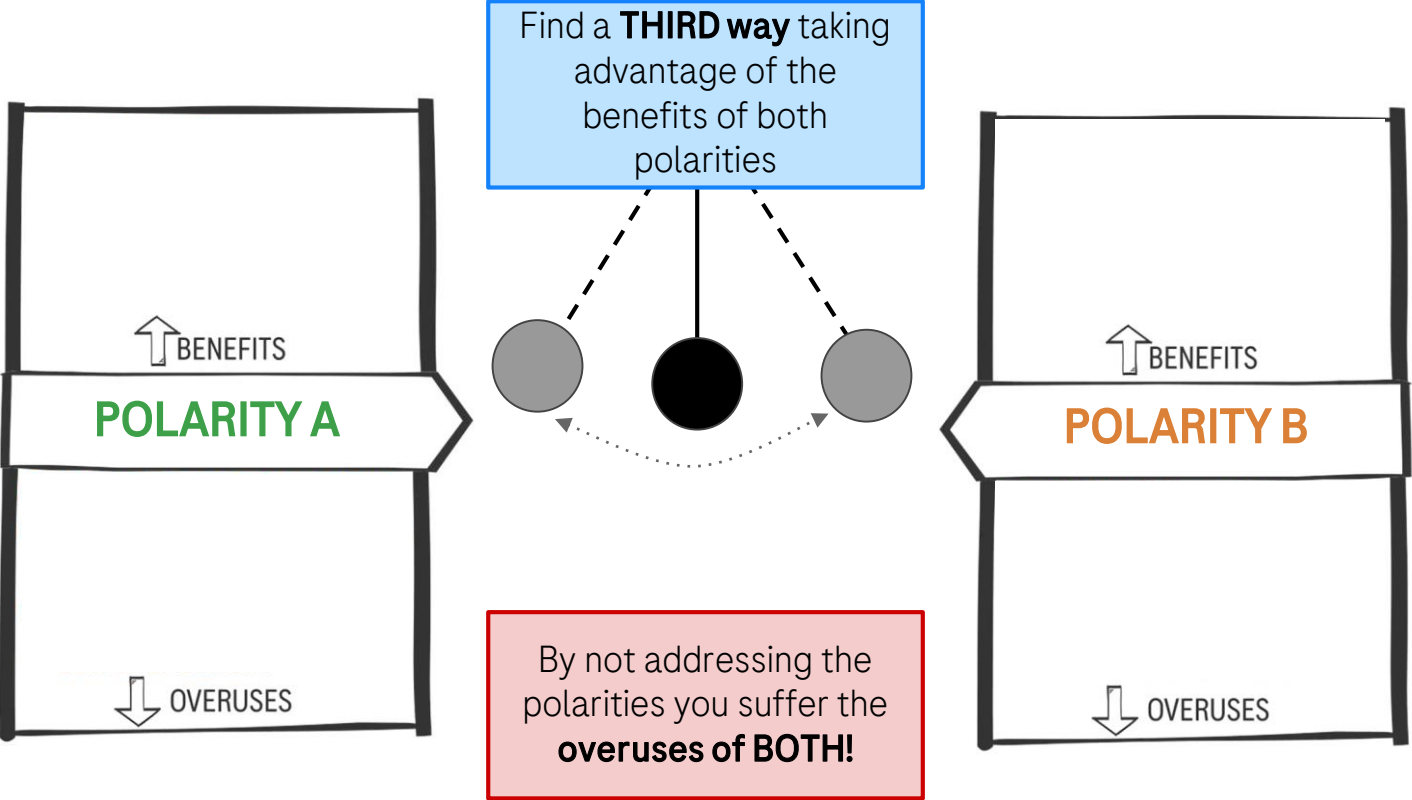 Find a THIRD way taking
advantage of the
benefits of both
polarities
BENEFITS
POLARITY A
OVERUSES
BENEFITS
POLARITY B
OVERUSES
By not addressing the
polarities you suffer the
overuses of BOTH!